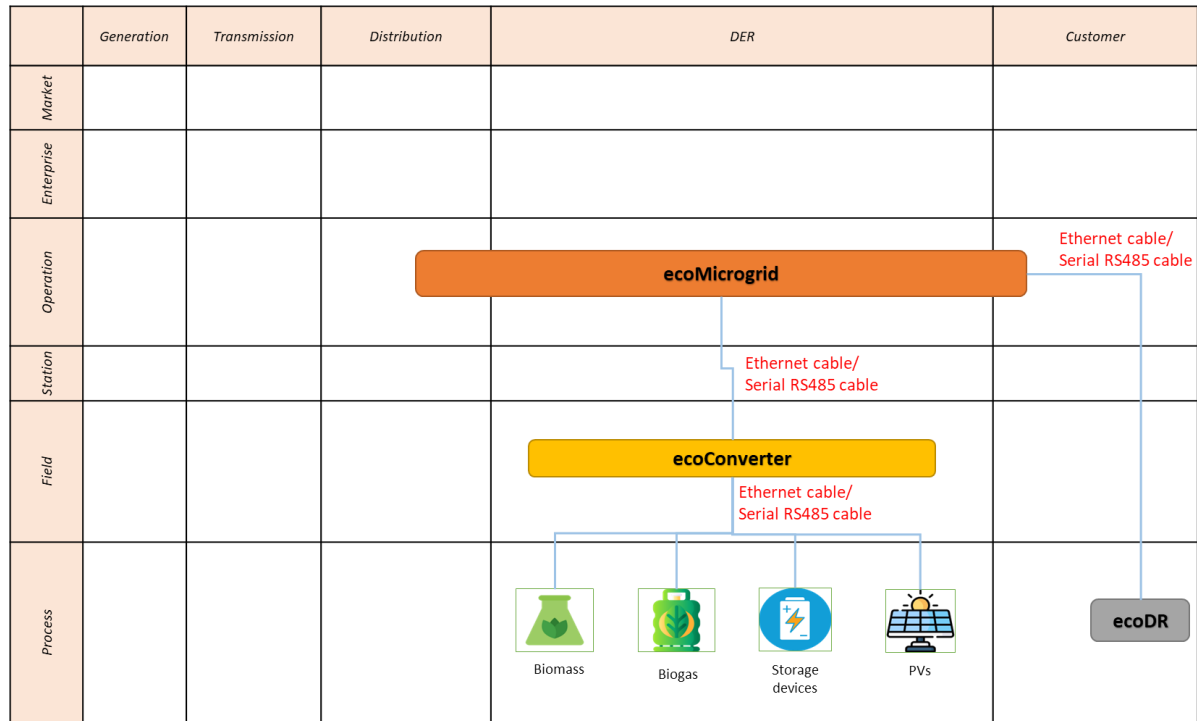 Generation
Transmission
Distribution
DER
Customer
Market
Enterprise
Operation
ecoMicrogrid
Ethernet cable/
Serial RS485 cable
Station
Ethernet cable/
Serial RS485 cable
Field
ecoConverter
Ethernet cable/
Serial RS485 cable
Process
Biomass
Biogas
Storage
devices
PVs
ecoDR